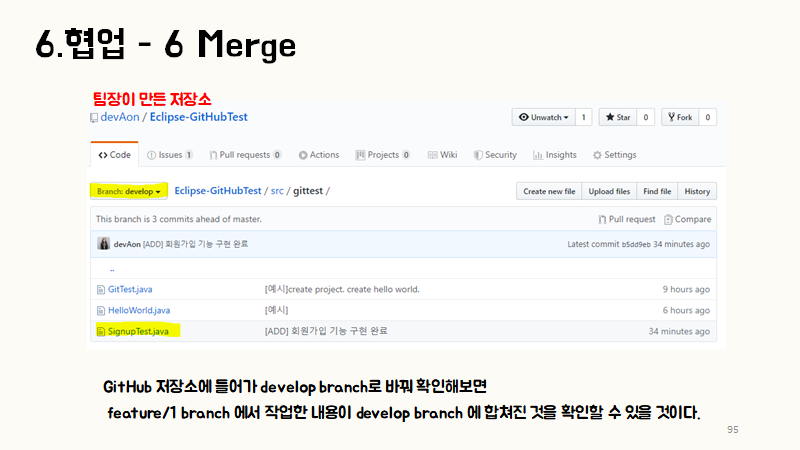 6.협업 - 6 Merge
팀장이 만든 저장소
devAon / Eclipse-GitHubTest
Unwatch 1 Star 0 Fork 0
Code Issues 1 Pull requests 0 Actions Projects 0 Wiki Security Insights Settings
Branch: develop Eclipse-GitHubTest / src / gittest / Create new file Upload files Find file History
This branch is 3 commits ahead of master. Pull request Compare
devAon [ADD] 회원가입 기능 구현 완료 Latest commit b5dd9eb 34 minutes ago
..
GitTest.java [예시]create project. create hello world. 9 hours ago
HelloWorld.java [예시] 6 hours ago
SignupTest.java [ADD] 회원가입 기능 구현 완료 34 minutes ago
GitHub 저장소에 들어가 develop branch로 바꿔 확인해보면
feature/1 branch 에서 작업한 내용이 develop branch 에 합쳐진 것을 확인할 수 있을 것이다.
95